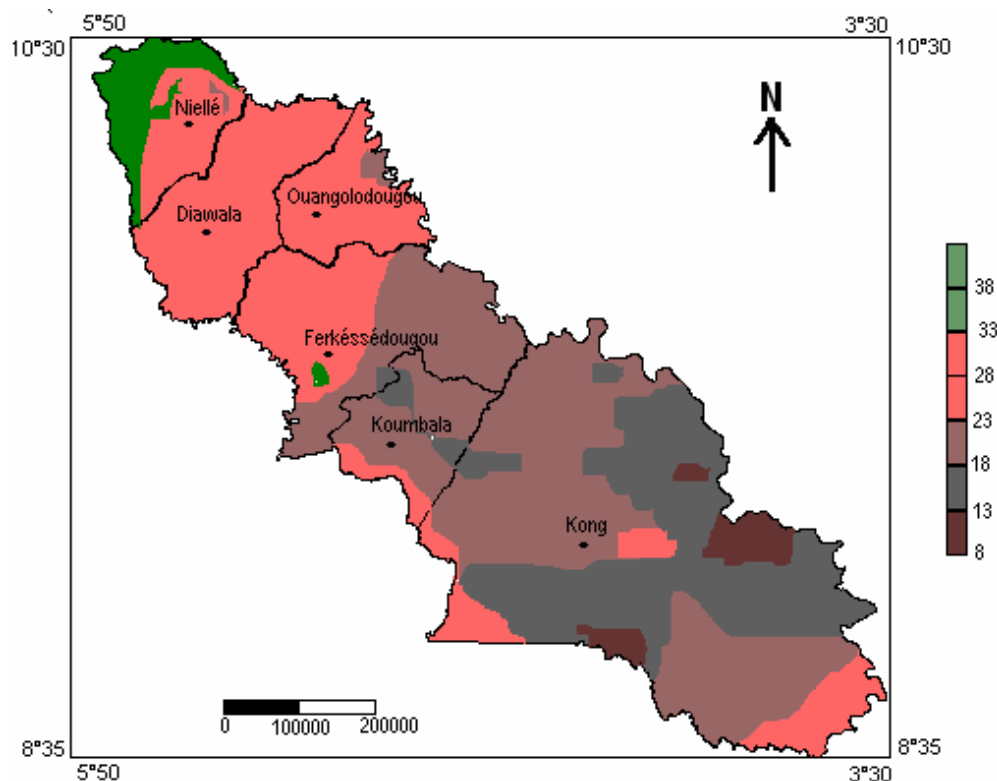 5°50
3°30
10°30
10°30
N
Niellé
Ouangolodougou
Diawala
38
33
Ferkéssédougou
28
23
Koumbala
18
13
Kong
8
0 100000 200000
8°35
8°35
5°50
3°30